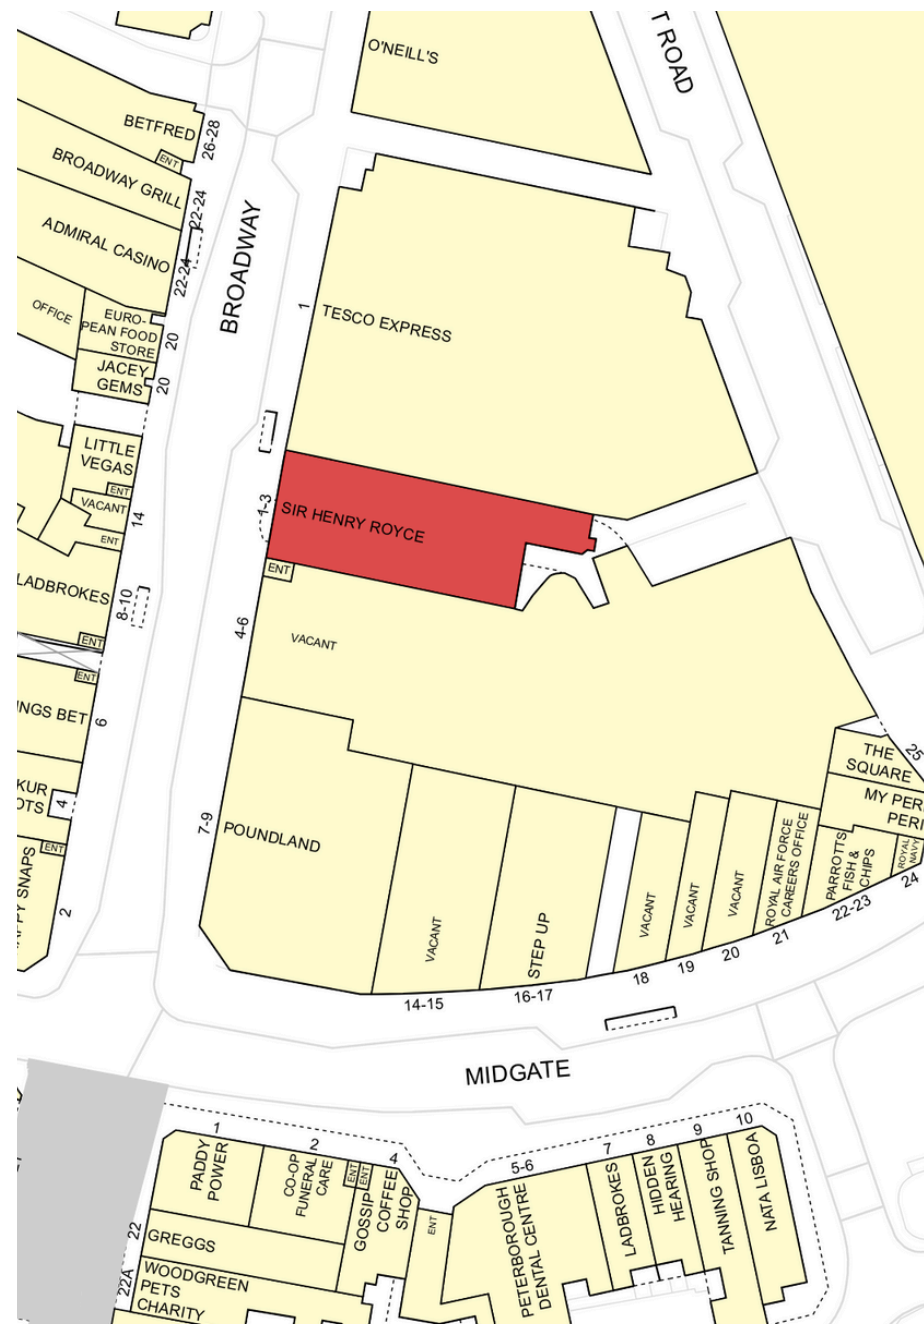 O'NEILL'S
T ROAD
BETFRED
26-28
ENT
BROADWAY GRILL
22-24
ADMIRAL CASINO
22-24
BROADWAY
OFFICE
EURO-
PEAN FOOD
STORE
20
JACEY
GEMS
20
1
TESCO EXPRESS
LITTLE
VEGAS
ENT
VACANT
14
ENT
1-3
SIR HENRY ROYCE
LADBROKES
8-10
ENT
ENT
4-6
VACANT
ENT
INGS BET
6
KUR
OTS
4
ENT
PPY SNAPS
2
7-9
POUNDLAND
VACANT
14-15
STEP UP
16-17
VACANT
18
VACANT
19
VACANT
20
ROYAL AIR FORCE
CAREERS OFFICE
21
PARROTTS
FISH &
CHIPS
22-23
ROYAL
NAVY
24
THE
SQUARE
25
MY PERI
PERI
MIDGATE
1
PADDY
POWER
2
CO-OP
FUNERAL
CARE
ENT
ENT
4
GOSSIP
COFFEE
SHOP
ENT
5-6
PETERBOROUGH
DENTAL CENTRE
7
LADBROKES
8
HIDDEN
HEARING
9
TANNING SHOP
10
NATA LISBOA
22
GREGGS
22A
WOODGREEN
PETS
CHARITY